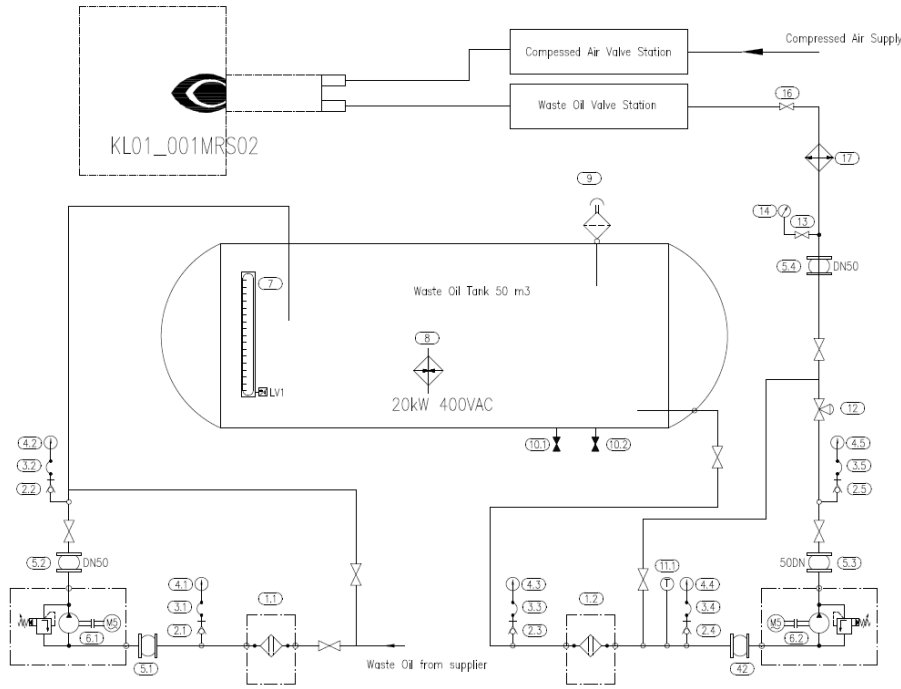 Compressed Air Supply
Compessed Air Valve Station
Waste Oil Valve Station
16
KL01_001MRS02
17
9
14
13
5.4
DN50
7
Waste Oil Tank 50 m3
8
LV1
20kW 400VAC
12
10.1
10.2
4.2
3.2
2.2
4.5
3.5
2.5
5.2
DN50
50DN
5.3
4.1
3.1
2.1
1.1
4.3
3.3
2.3
1.2
11.1
T
4.4
3.4
2.4
M5
6.1
M5
6.2
5.1
42
Waste Oil from supplier